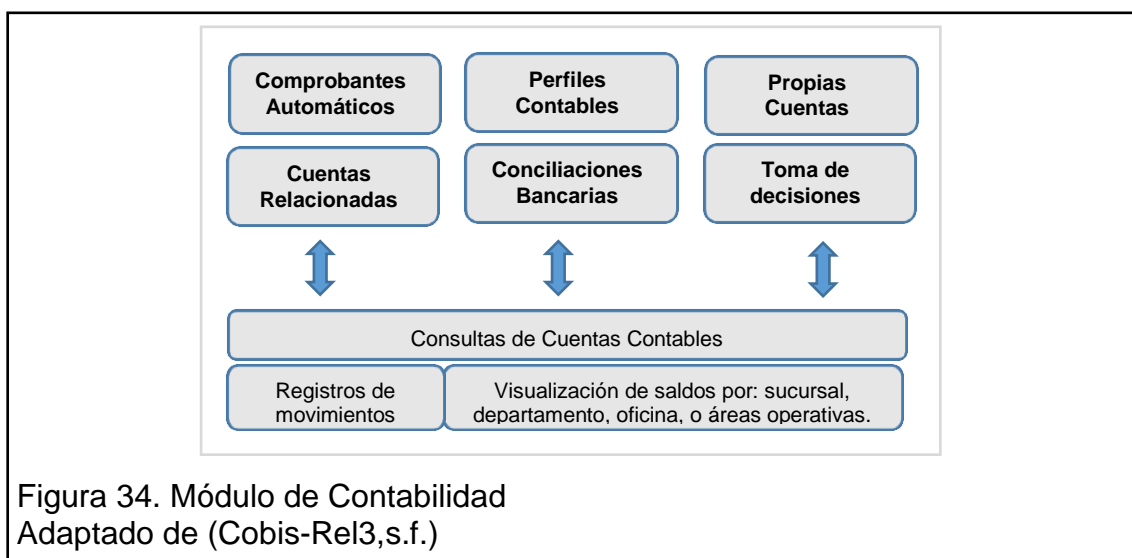 Comprobantes
Automáticos
Perfiles
Contables
Propias
Cuentas
Cuentas
Relacionadas
Conciliaciones
Bancarias
Toma de
decisiones
Consultas de Cuentas Contables
Registros de
movimientos
Visualización de saldos por: sucursal,
departamento, oficina, o áreas operativas.
Figura 34. Módulo de Contabilidad
Adaptado de (Cobis-Rel3,s.f.)